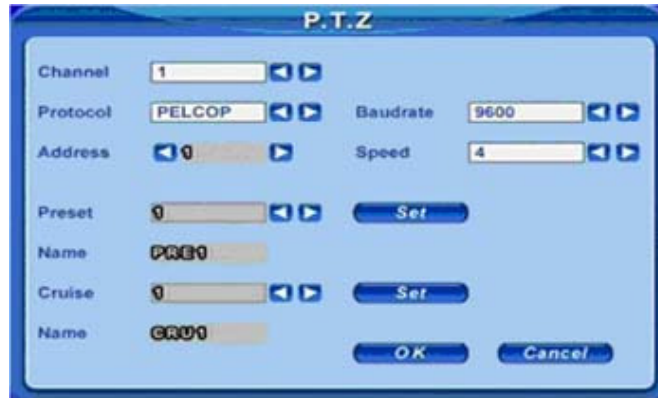 P.T.Z
Channel 1
Protocol PELCOP Baudrate 9600
Address 1 Speed 4
Preset 1 Set
Name PRE1
Cruise 1 Set
Name CRU1
OK Cancel